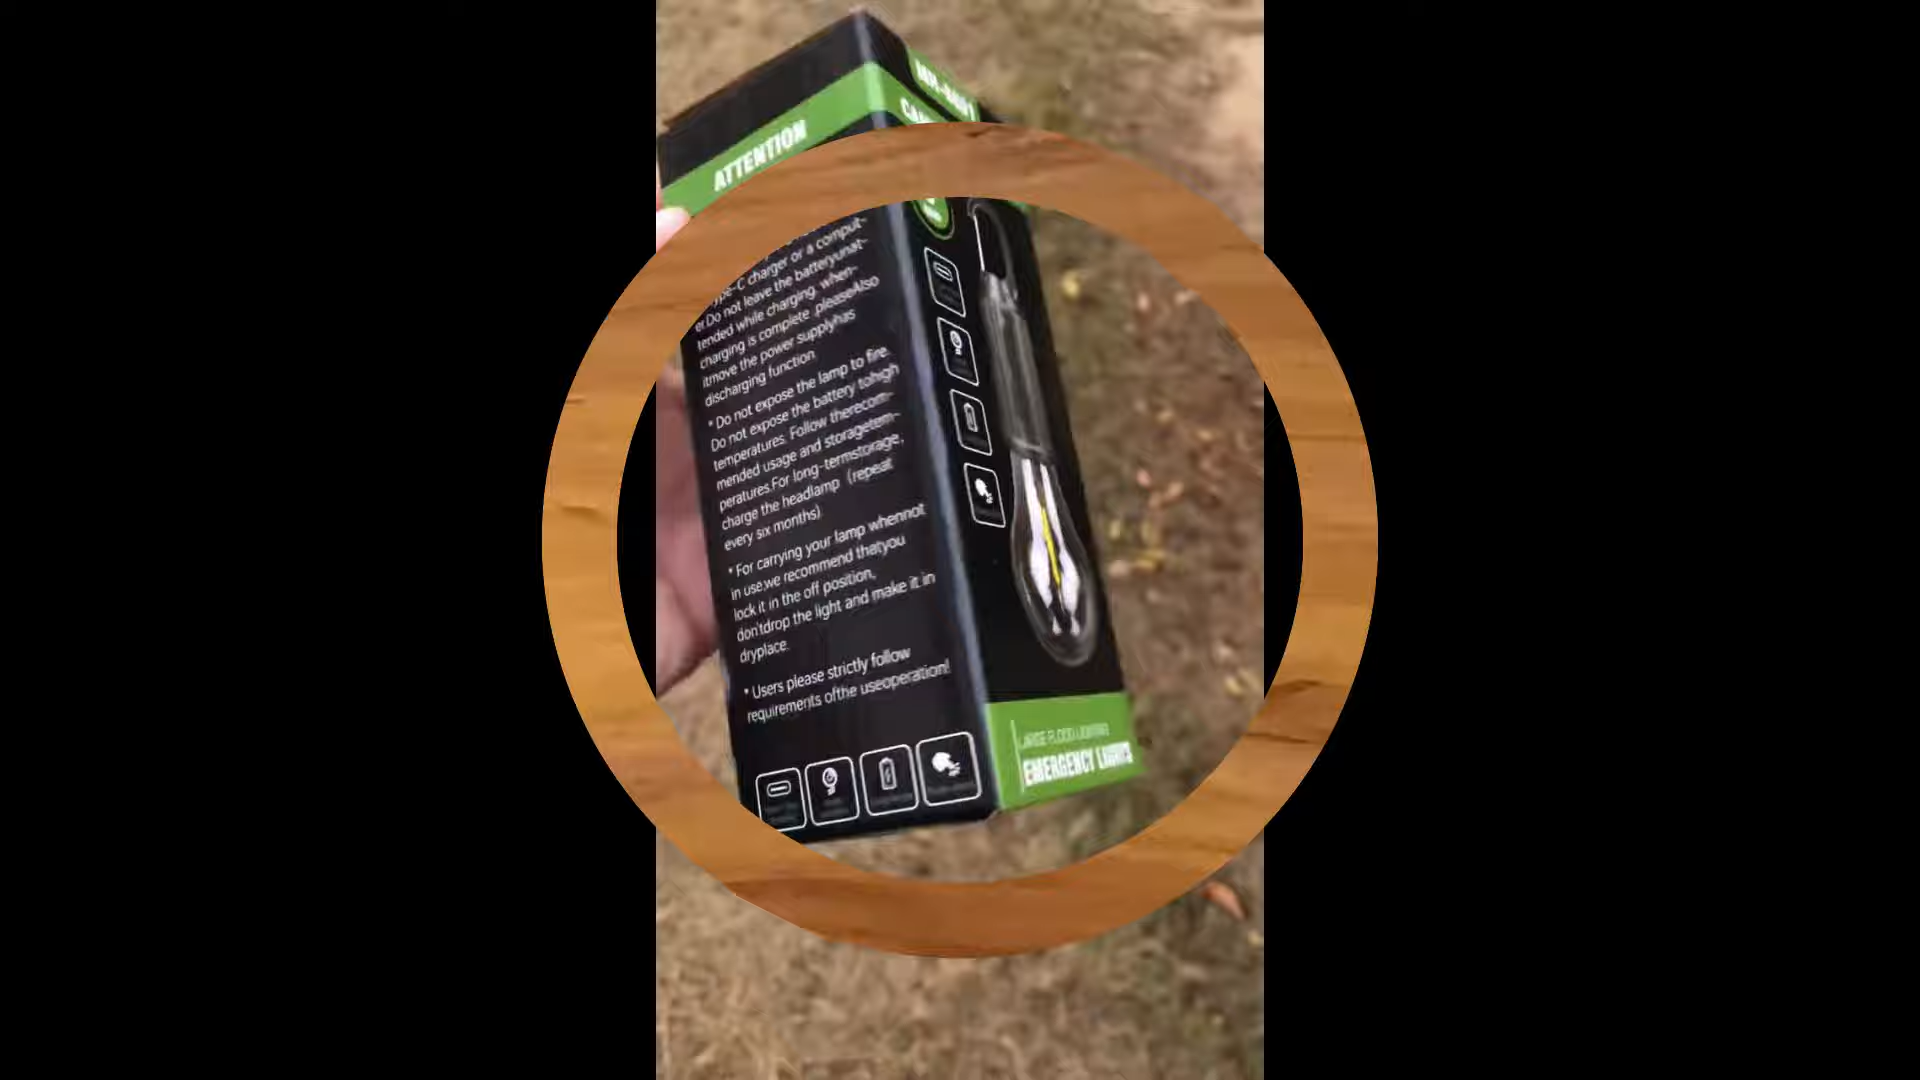 ATTENTION
Type-C charger or a comput-
er.Do not leave the batteryunat-
tended while charging. when-
charging is complete ,pleaseAlso
itmove the power supplyhas
discharging function.
* Do not expose the lamp to fire.
Do not expose the battery tohigh
temperatures. Follow therecom-
mended usage and storagetem-
peratures.For long-termstorage,
charge the headlamp (repeat
every six months)
* For carrying your lamp whennot
in use,we recommend thatyou
lock it in the off position,
don'tdrop the light and make it in
dryplace.
* Users please strictly follow
requirements ofthe useoperation!
LARGE FLOOD LIGHTING
EMERGENCY LIGHTS